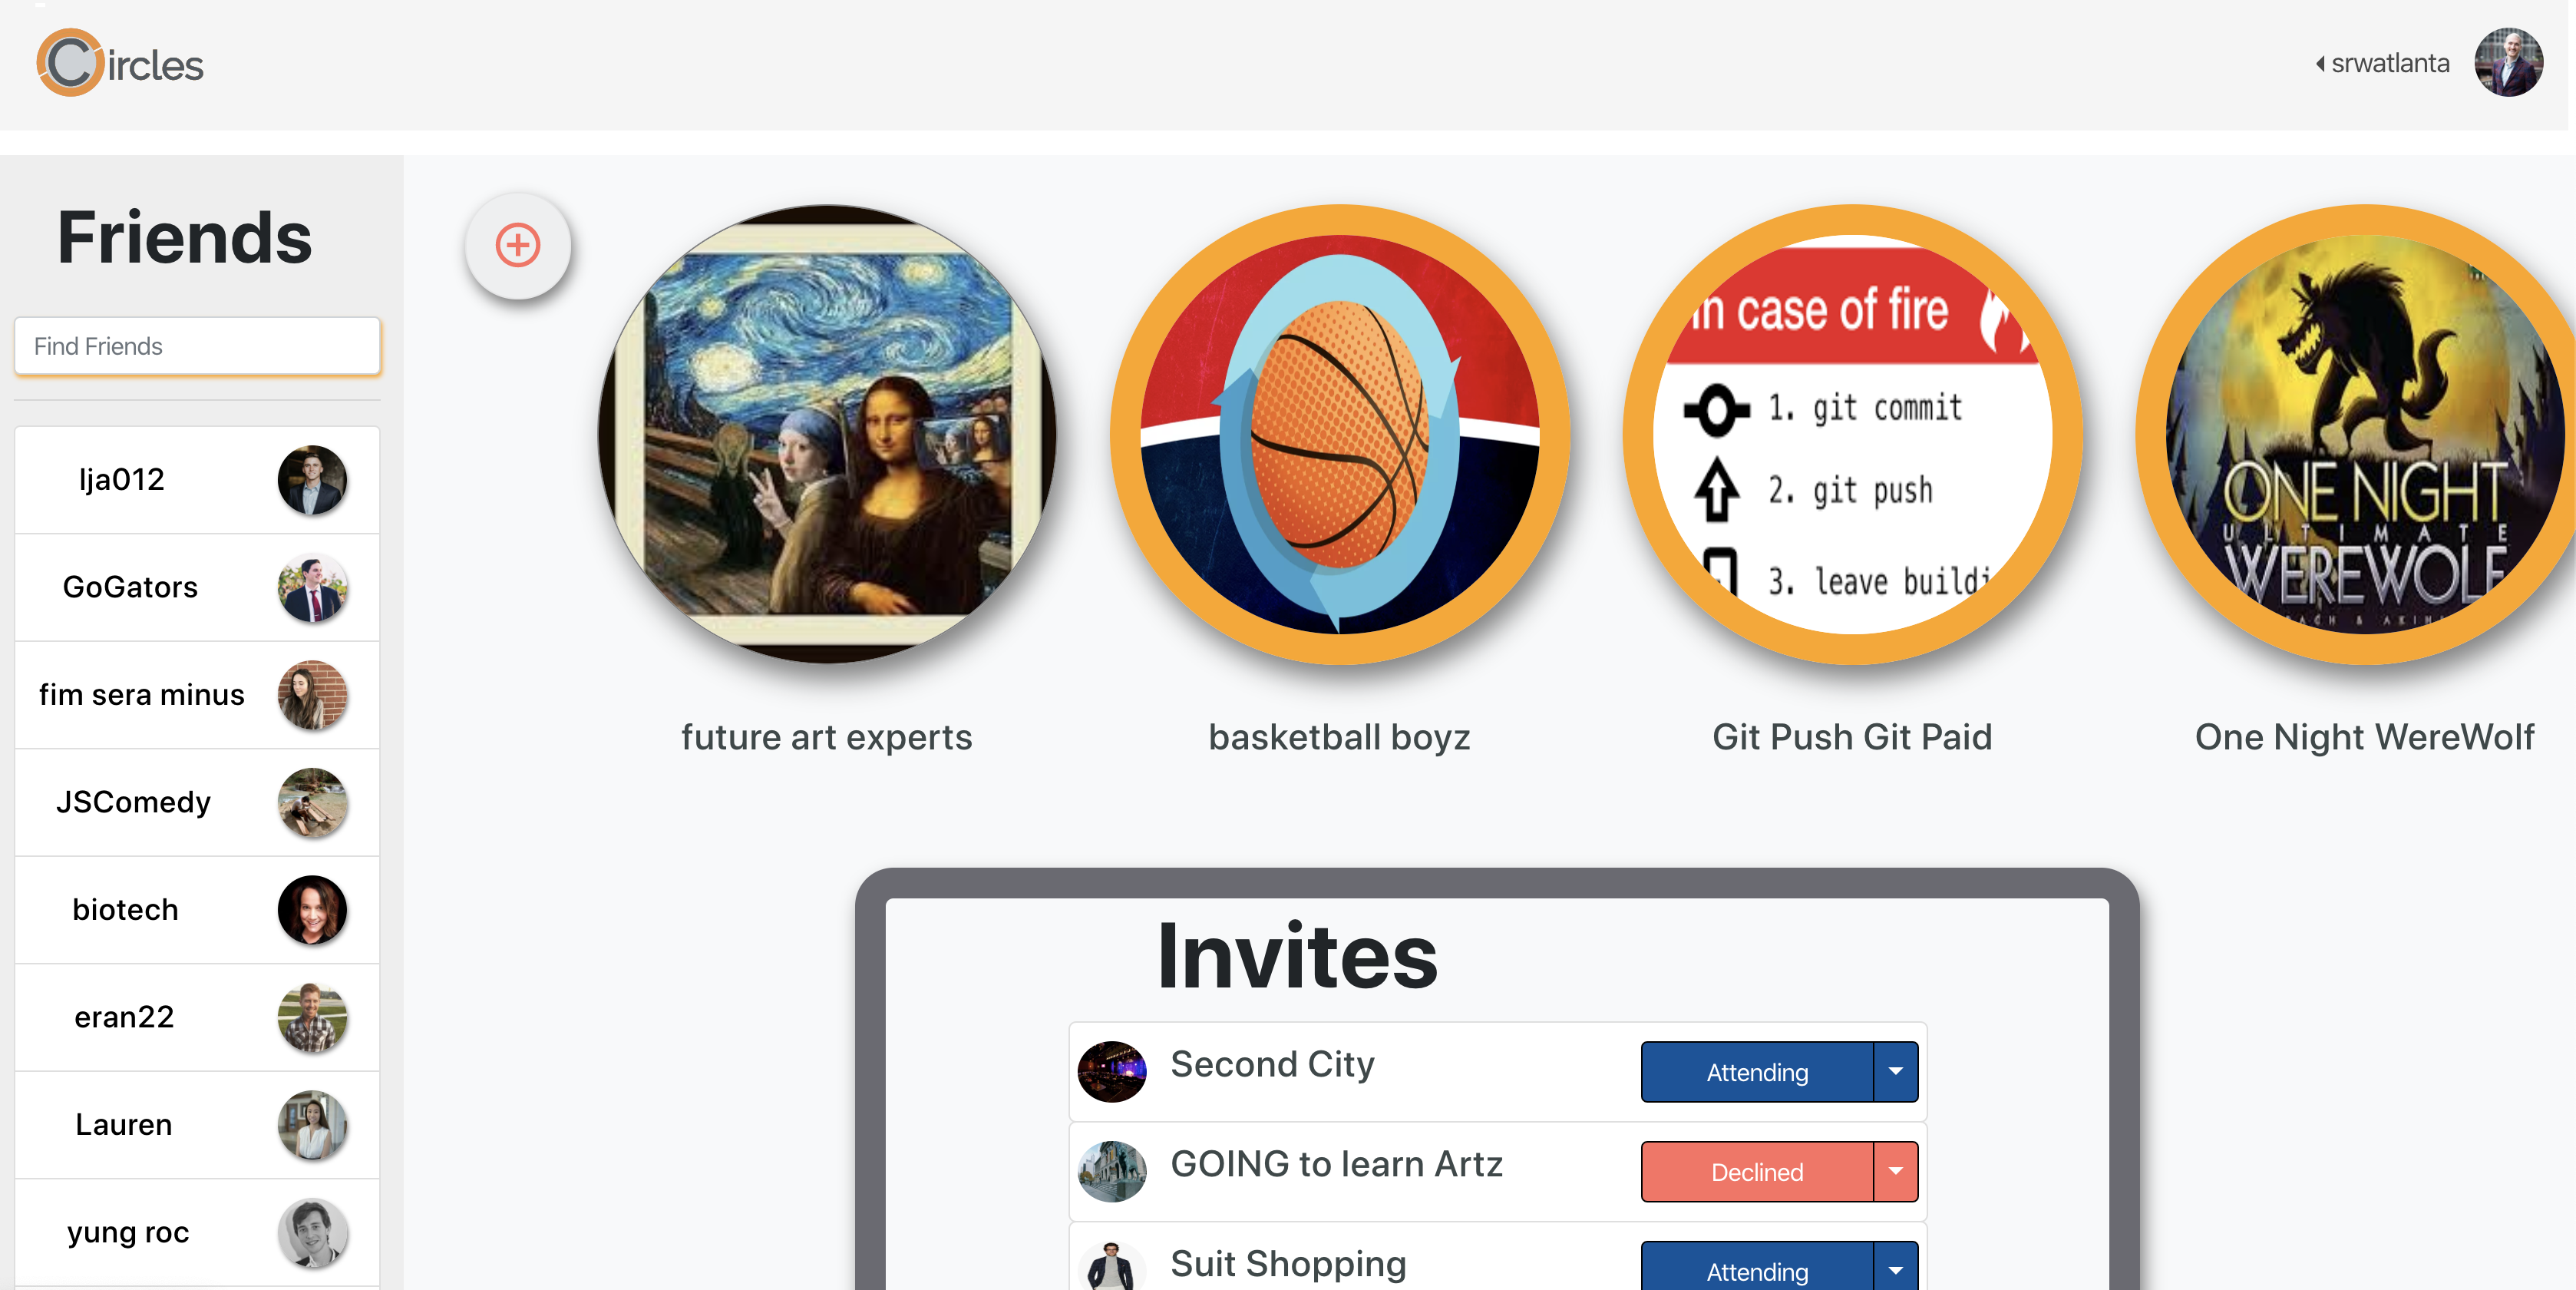 Circles
srwatlanta
Friends
Find Friends
lja012
GoGators
fim sera minus
JSComedy
biotech
eran22
Lauren
yung roc
in case of fire
1. git commit
2. git push
3. leave buildi
ONE NIGHT
ULTIMATE
WEREWOLF
future art experts
basketball boyz
Git Push Git Paid
One Night WereWolf
Invites
Second City
Attending
GOING to learn Artz
Declined
Suit Shopping
Attending